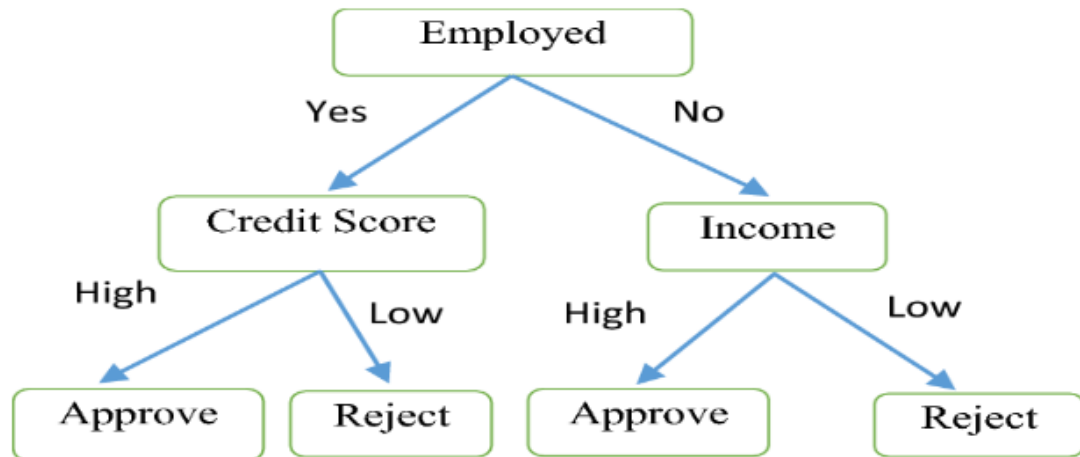 Employed
Yes
No
Credit Score
Income
High
Low
High
Low
Approve
Reject
Approve
Reject